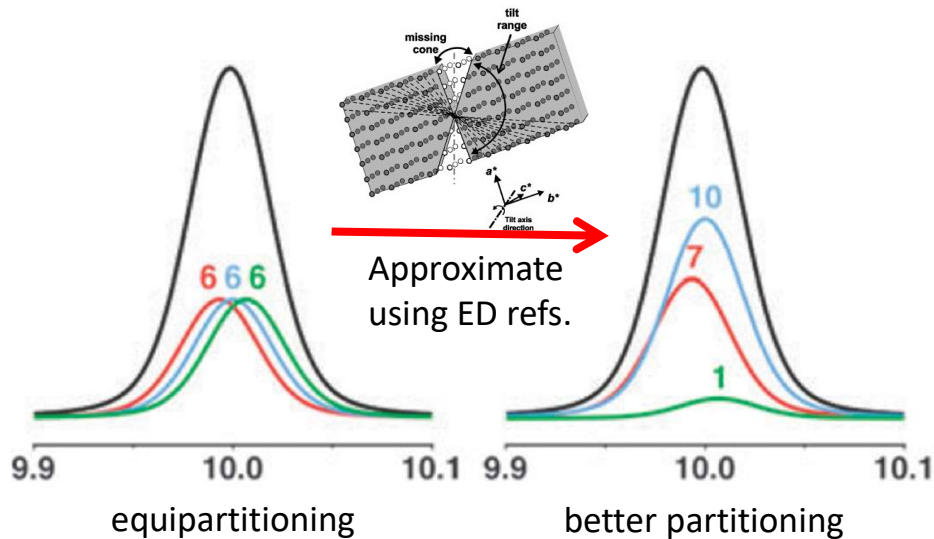 missing
cone
tilt
range
a*
c*
b*
Tilt axis
direction
Approximate
using ED refs.
6 6 6
10
7
1
9.9 10.0 10.1
9.9 10.0 10.1
equipartitioning
better partitioning